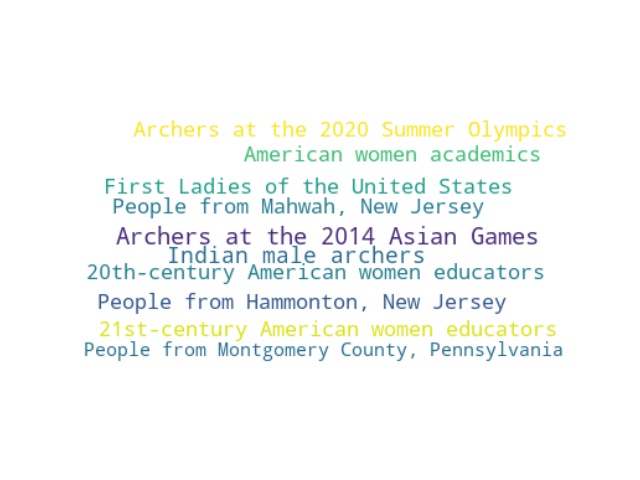 Archers at the 2020 Summer Olympics
American women academics
First Ladies of the United States
People from Mahwah, New Jersey
Archers at the 2014 Asian Games
Indian male archers
20th-century American women educators
People from Hammonton, New Jersey
21st-century American women educators
People from Montgomery County, Pennsylvania